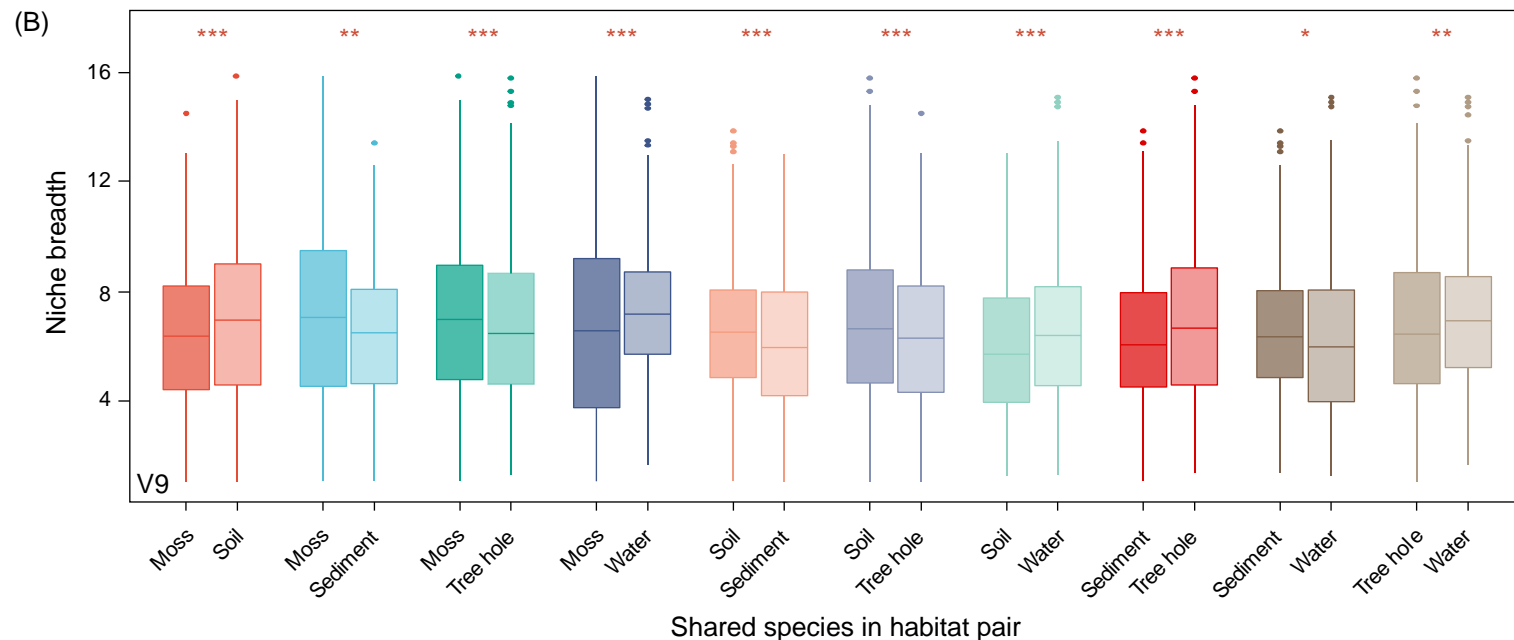 (B)
*** ** *** *** *** *** *** *** * **
Niche breadth
16
12
8
4
V9
Moss Soil Moss Sediment Moss Tree hole Moss Water Soil Sediment Soil Tree hole Soil Water Sediment Tree hole Sediment Water Tree hole Water
Shared species in habitat pair